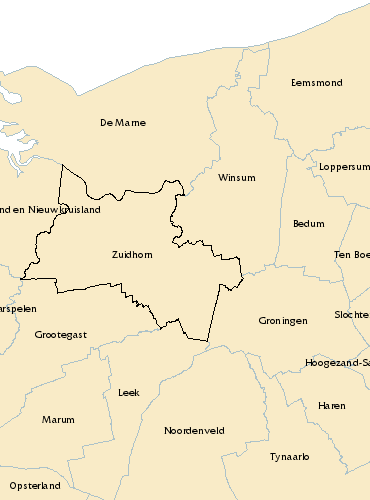 Eemsmond
De Marne
Loppersum
Winsum
nd en Nieuwkruisland
Bedum
Zuidhorn
Ten Boe
arspelen
Slochte
Groningen
Grootegast
Hoogezand-Sa
Leek
Haren
Marum
Noordenveld
Tynaarlo
Opsterland